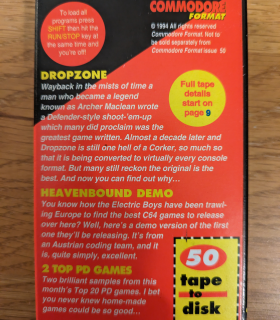 To load all
programs press
SHIFT then hit the
RUN/STOP key at
the same time and
you're off!
COMMODORE
FORMAT
© 1994 All rights reserved
Commodore Format. Not to
be sold separately from
Commodore Format issue 50
DROPZONE
Wayback in the mists of time a
man who became a legend
known as Archer Maclean wrote
a Defender-style shoot-'em-up
which many did proclaim was the
greatest game written. Almost a decade later and
Dropzone is still one hell of a Corker, so much so
that it is being converted to virtually every console
format. But many still reckon the original is the
best. And now you can find out why...
Full tape
details
start on
page 9
HEAVENBOUND DEMO
You know how the Electric Boys have been trawl-
ing Europe to find the best C64 games to release
over here? Well, here's a demo version of the first
one they'll be releasing. It's from
an Austrian coding team, and it
is, quite simply, excellent.
2 TOP PD GAMES
Two brilliant samples from this
month's Top 20 PD games. I bet
you never knew home-made
games could be so good...
50
tape
to
disk